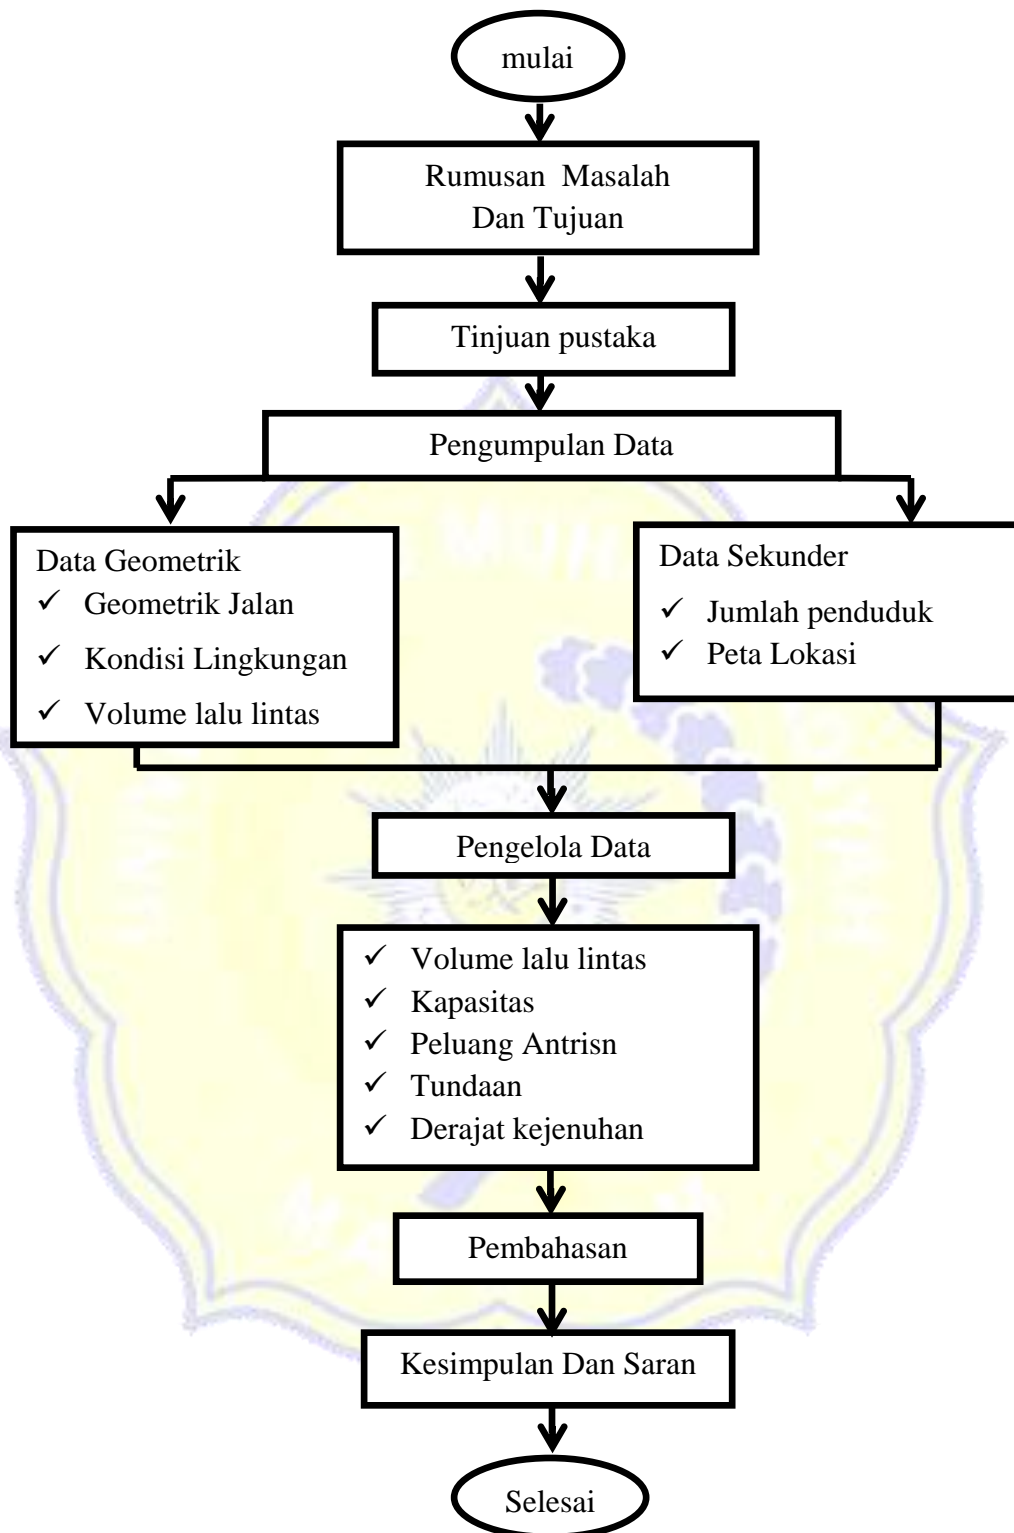 mulai
Rumusan Masalah
Dan Tujuan
Tinjuan pustaka
Pengumpulan Data
Data Geometrik
✓ Geometrik Jalan
✓ Kondisi Lingkungan
✓ Volume lalu lintas
Data Sekunder
✓ Jumlah penduduk
✓ Peta Lokasi
Pengelola Data
✓ Volume lalu lintas
✓ Kapasitas
✓ Peluang Antrisn
✓ Tundaan
✓ Derajat kejenuhan
Pembahasan
Kesimpulan Dan Saran
Selesai